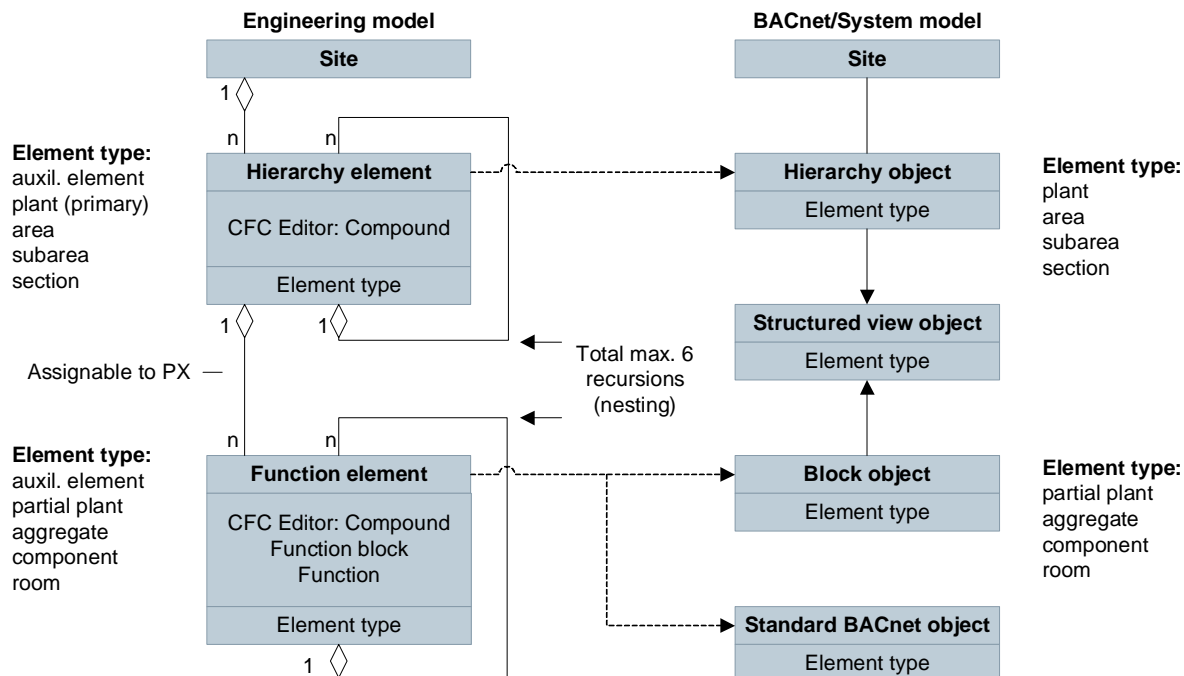 Engineering model
BACnet/System model
Site
Site
1
n
n
Element type:
auxil. element
plant (primary)
area
subarea
section
Hierarchy element
CFC Editor: Compound
Element type
Hierarchy object
Element type
Element type:
plant
area
subarea
section
1
1
Structured view object
Element type
Assignable to PX
Total max. 6
recursions
(nesting)
n
n
Element type:
auxil. element
partial plant
aggregate
component
room
Function element
CFC Editor: Compound
Function block
Function
Element type
1
Block object
Element type
Element type:
partial plant
aggregate
component
room
Standard BACnet object
Element type